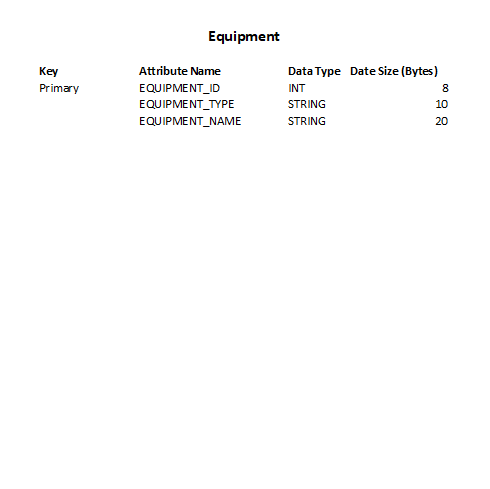 Equipment
Key Attribute Name Data Type Date Size (Bytes)
Primary EQUIPMENT_ID INT 8
EQUIPMENT_TYPE STRING 10
EQUIPMENT_NAME STRING 20